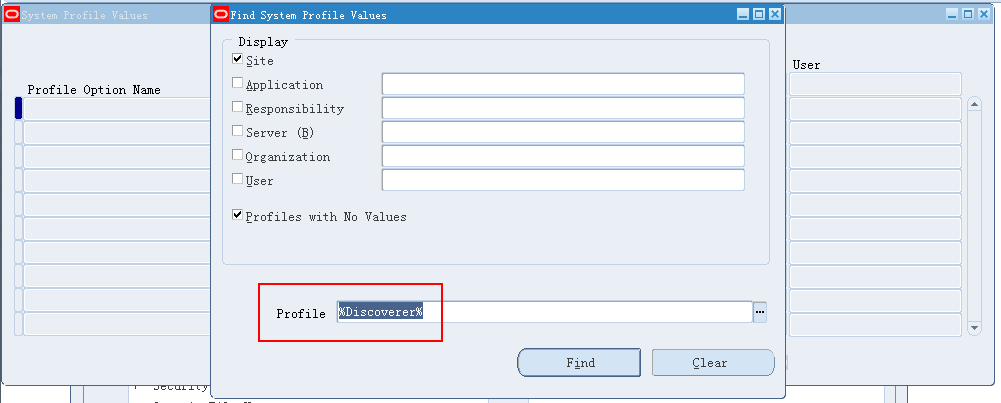 System Profile Values
Find System Profile Values
Display
Site
Application
Responsibility
Server (B)
Organization
User
Profiles with No Values
Profile %Discoverer%
Find
Clear
Profile Option Name
User
Security